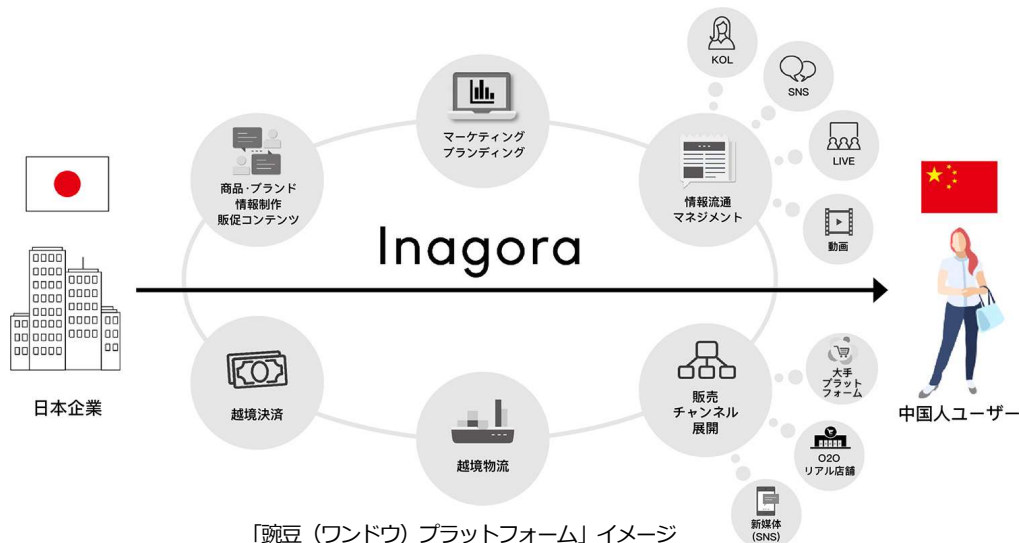 KOL
SNS
LIVE
動画
マーケティング
ブランディング
商品・ブランド
情報制作
販促コンテンツ
情報流通
マネジメント
Inagora
日本企業
中国人ユーザー
越境決済
越境物流
販売
チャンネル
展開
大手
プラット
フォーム
O2O
リアル店舗
新媒体
(SNS)
「豌豆（ワンドウ）プラットフォーム」イメージ